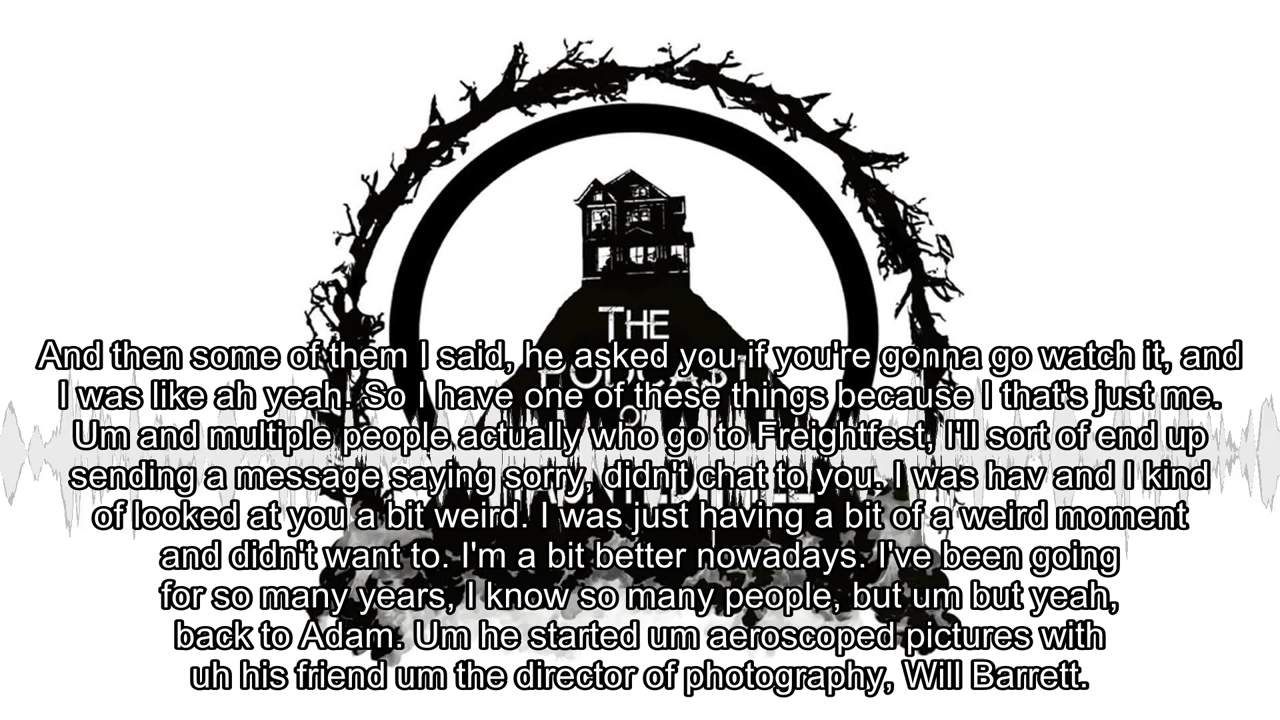 THE
And then some of them I said, he asked you if you're gonna go watch it, and
PODCAST
I was like ah yeah. So I have one of these things because I that's just me.
Um and multiple people actually who go to Freightfest, I'll sort of end up
sending a message saying sorry, didn't chat to you. I was hav and I kind
of looked at you a bit weird. I was just having a bit of a weird moment
and didn't want to. I'm a bit better nowadays. I've been going
for so many years, I know so many people, but um but yeah,
back to Adam. Um he started um aeroscoped pictures with
uh his friend um the director of photography, Will Barrett.